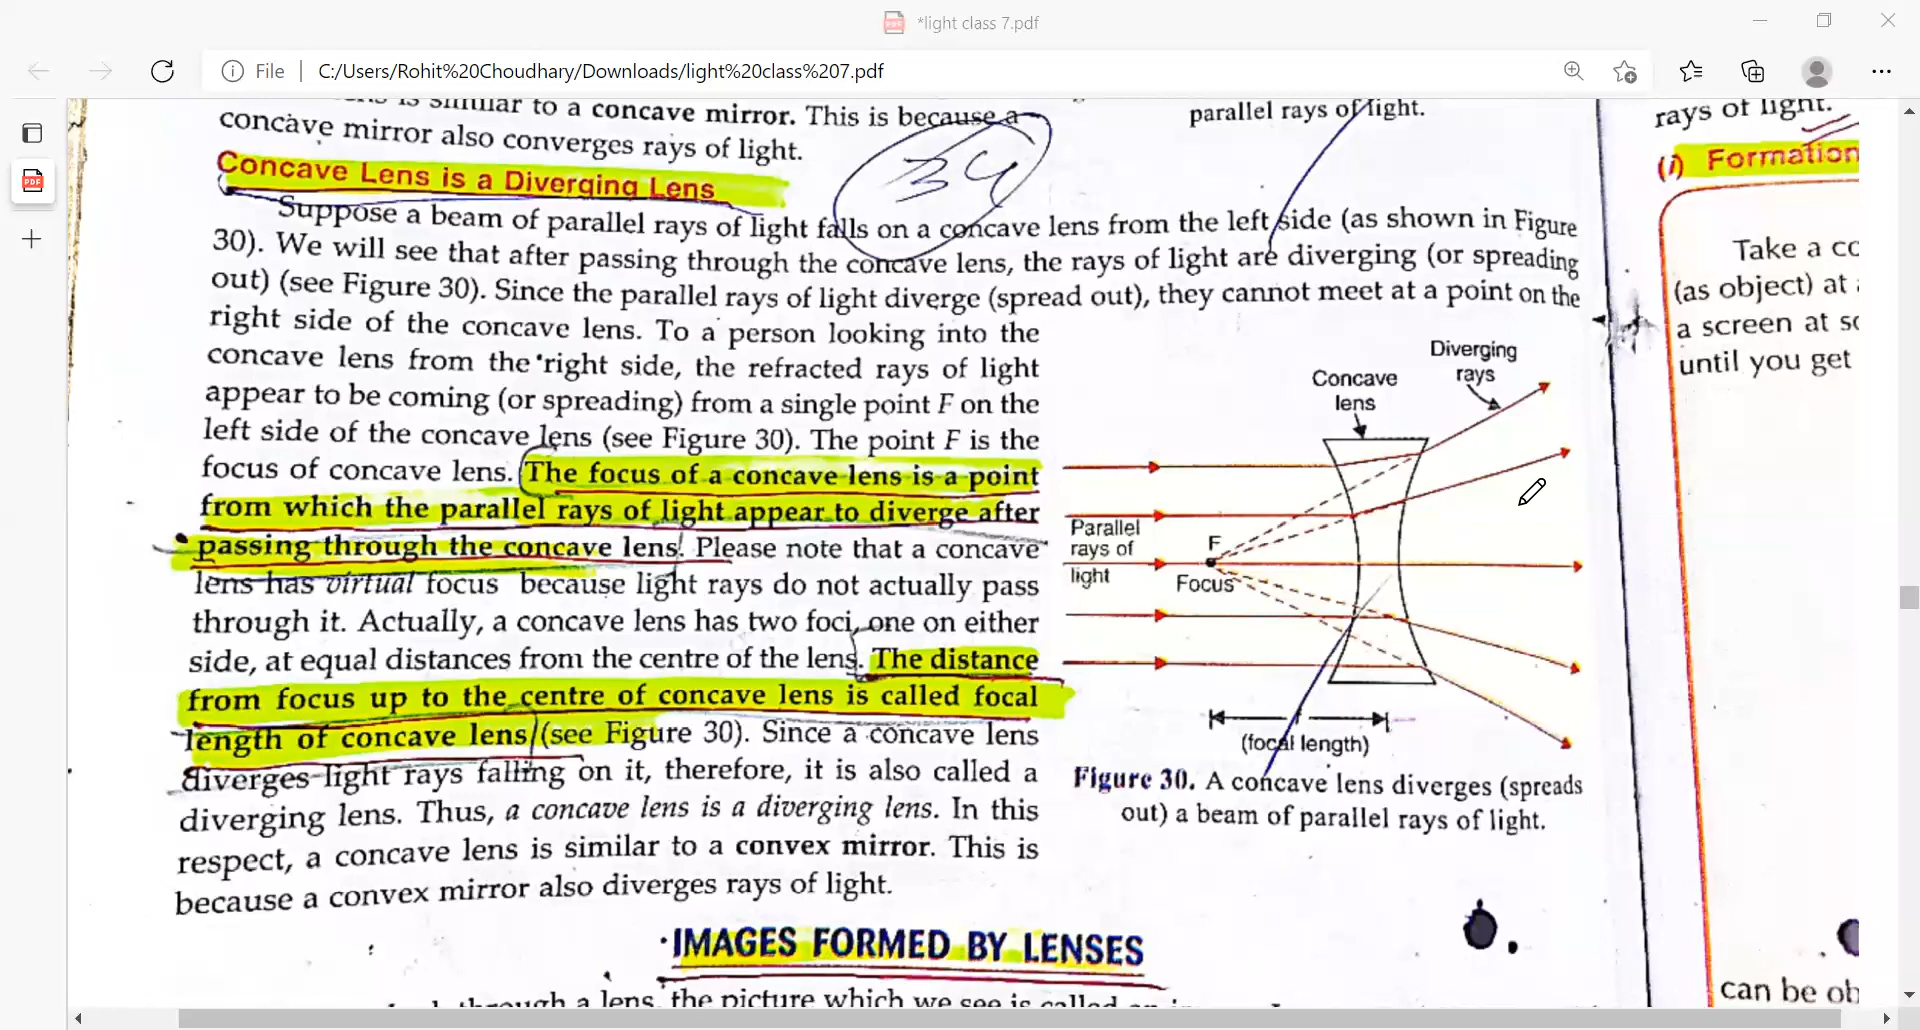 *light class 7.pdf
File
C:/Users/Rohit%20Choudhary/Downloads/light%20class%207.pdf
is similar to a concave mirror. This is because a
concave mirror also converges rays of light.
parallel rays of light.
34
Concave Lens is a Diverging Lens
Suppose a beam of parallel rays of light falls on a concave lens from the left side (as shown in Figure
30). We will see that after passing through the concave lens, the rays of light are diverging (or spreading
out) (see Figure 30). Since the parallel rays of light diverge (spread out), they cannot meet at a point on the
right side of the concave lens. To a person looking into the
concave lens from the right side, the refracted rays of light
appear to be coming (or spreading) from a single point F on the
left side of the concave lens (see Figure 30). The point F is the
focus of concave lens. The focus of a concave lens is a point
from which the parallel rays of light appear to diverge after
passing through the concave lens. Please note that a concave
lens has virtual focus because light rays do not actually pass
through it. Actually, a concave lens has two foci, one on either
side, at equal distances from the centre of the lens. The distance
from focus up to the centre of concave lens is called focal
length of concave lens (see Figure 30). Since a concave lens
diverges light rays falling on it, therefore, it is also called a
diverging lens. Thus, a concave lens is a diverging lens. In this
respect, a concave lens is similar to a convex mirror. This is
because a convex mirror also diverges rays of light.
Diverging
rays
Concave
lens
Parallel
rays of
light
F
Focus
f
(focal length)
Figure 30. A concave lens diverges (spreads
out) a beam of parallel rays of light.
IMAGES FORMED BY LENSES
through a lens, the picture which we see is called an
rays of light.
(i) Formation
Take a co
(as object) at
a screen at so
until you get
can be ob
PDF